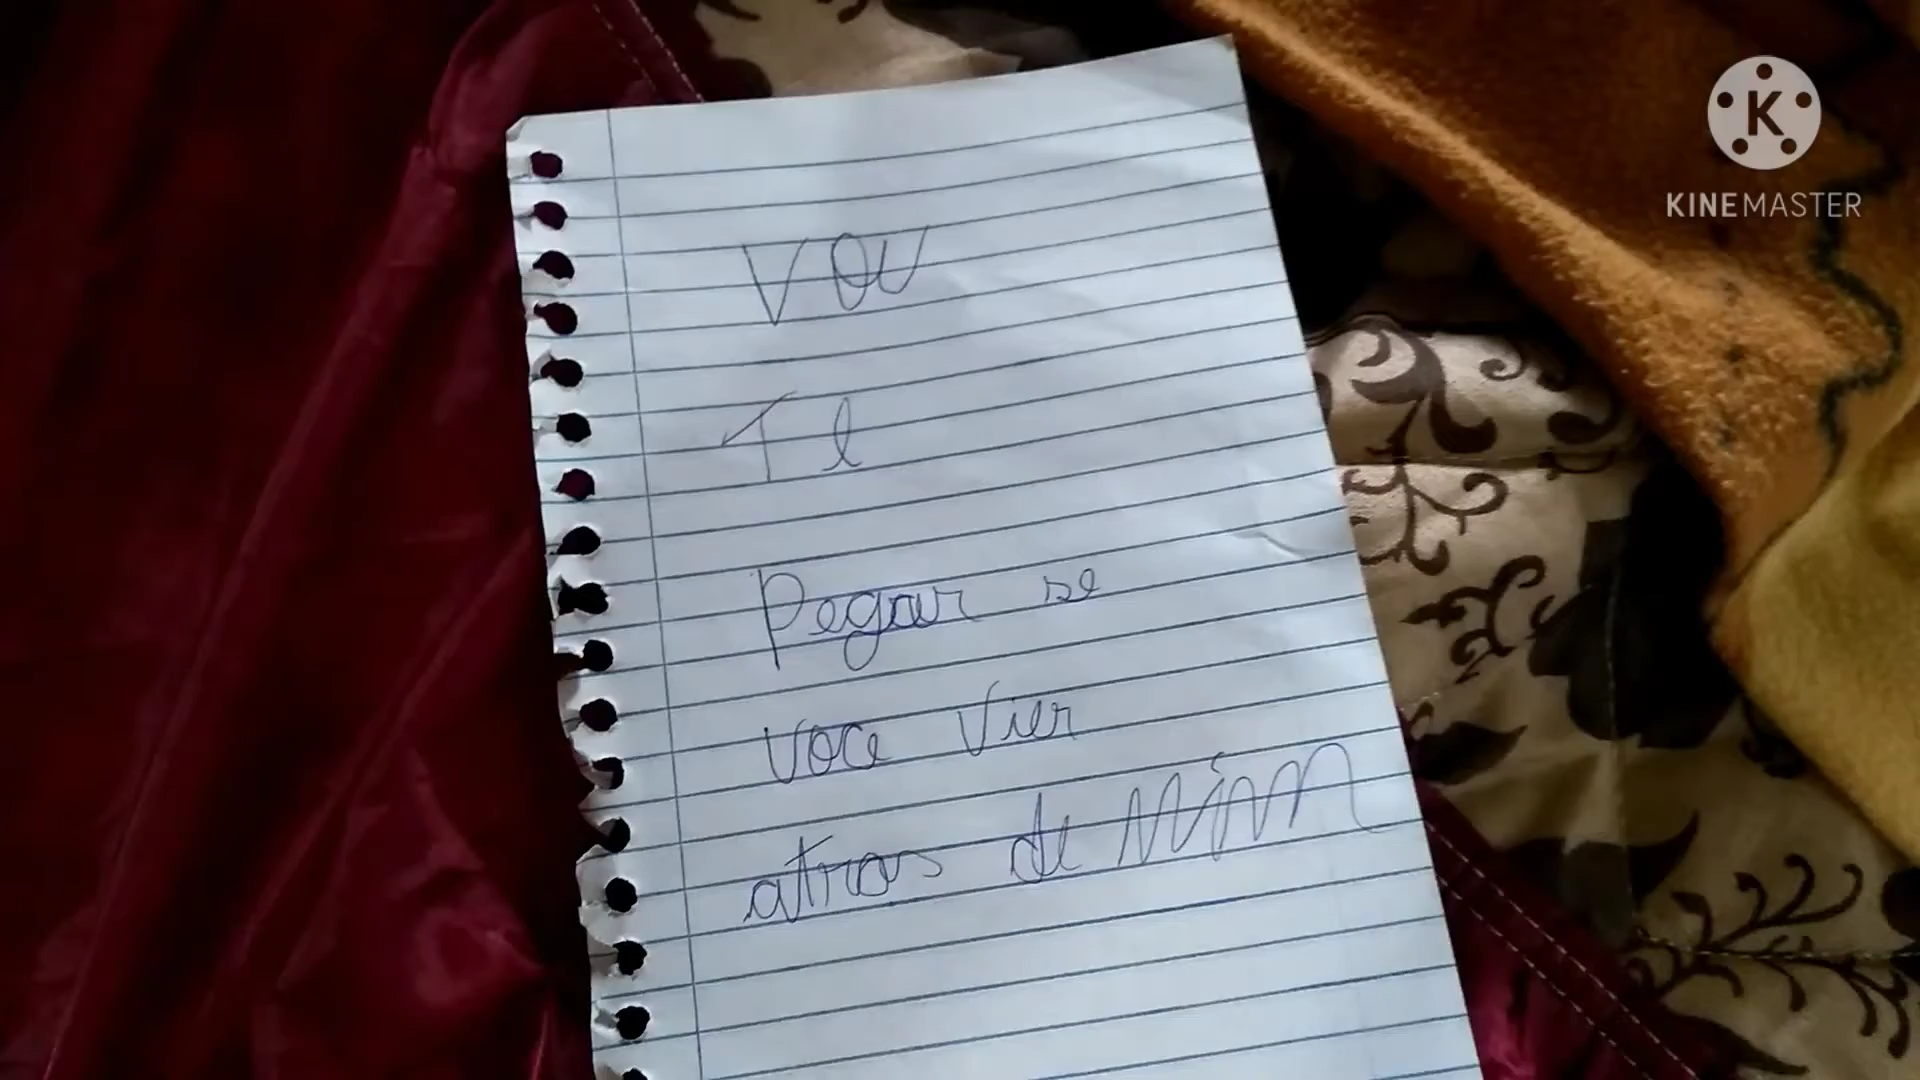 VOU
Te
Pegar se
voce Vier
atras de Mim
K
KINEMASTER